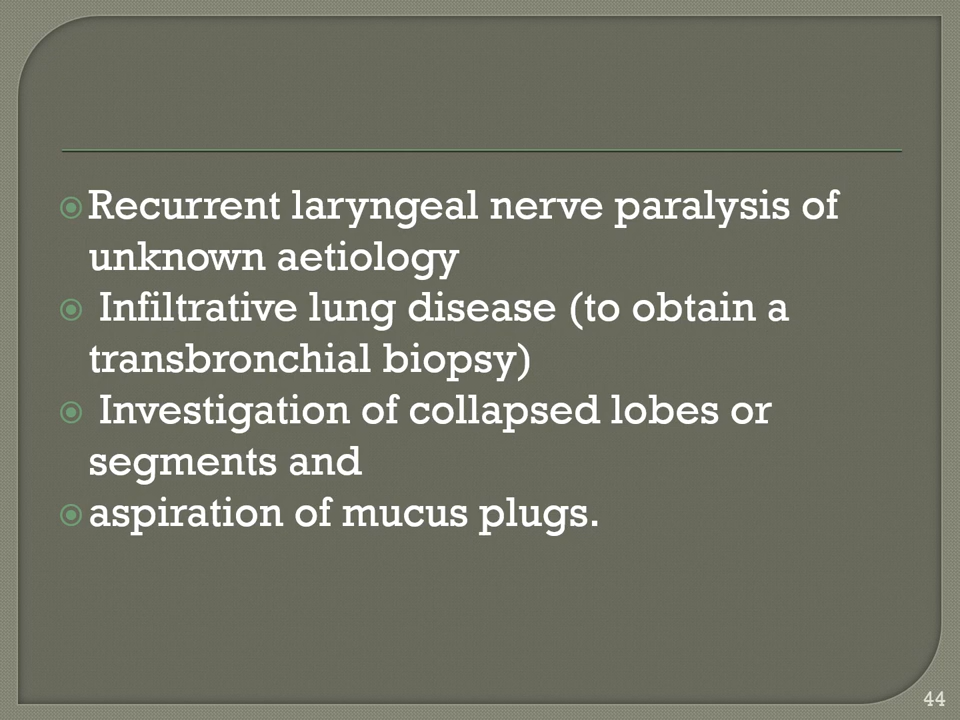 Recurrent laryngeal nerve paralysis of
unknown aetiology
Infiltrative lung disease (to obtain a
transbronchial biopsy)
Investigation of collapsed lobes or
segments and
aspiration of mucus plugs.
44